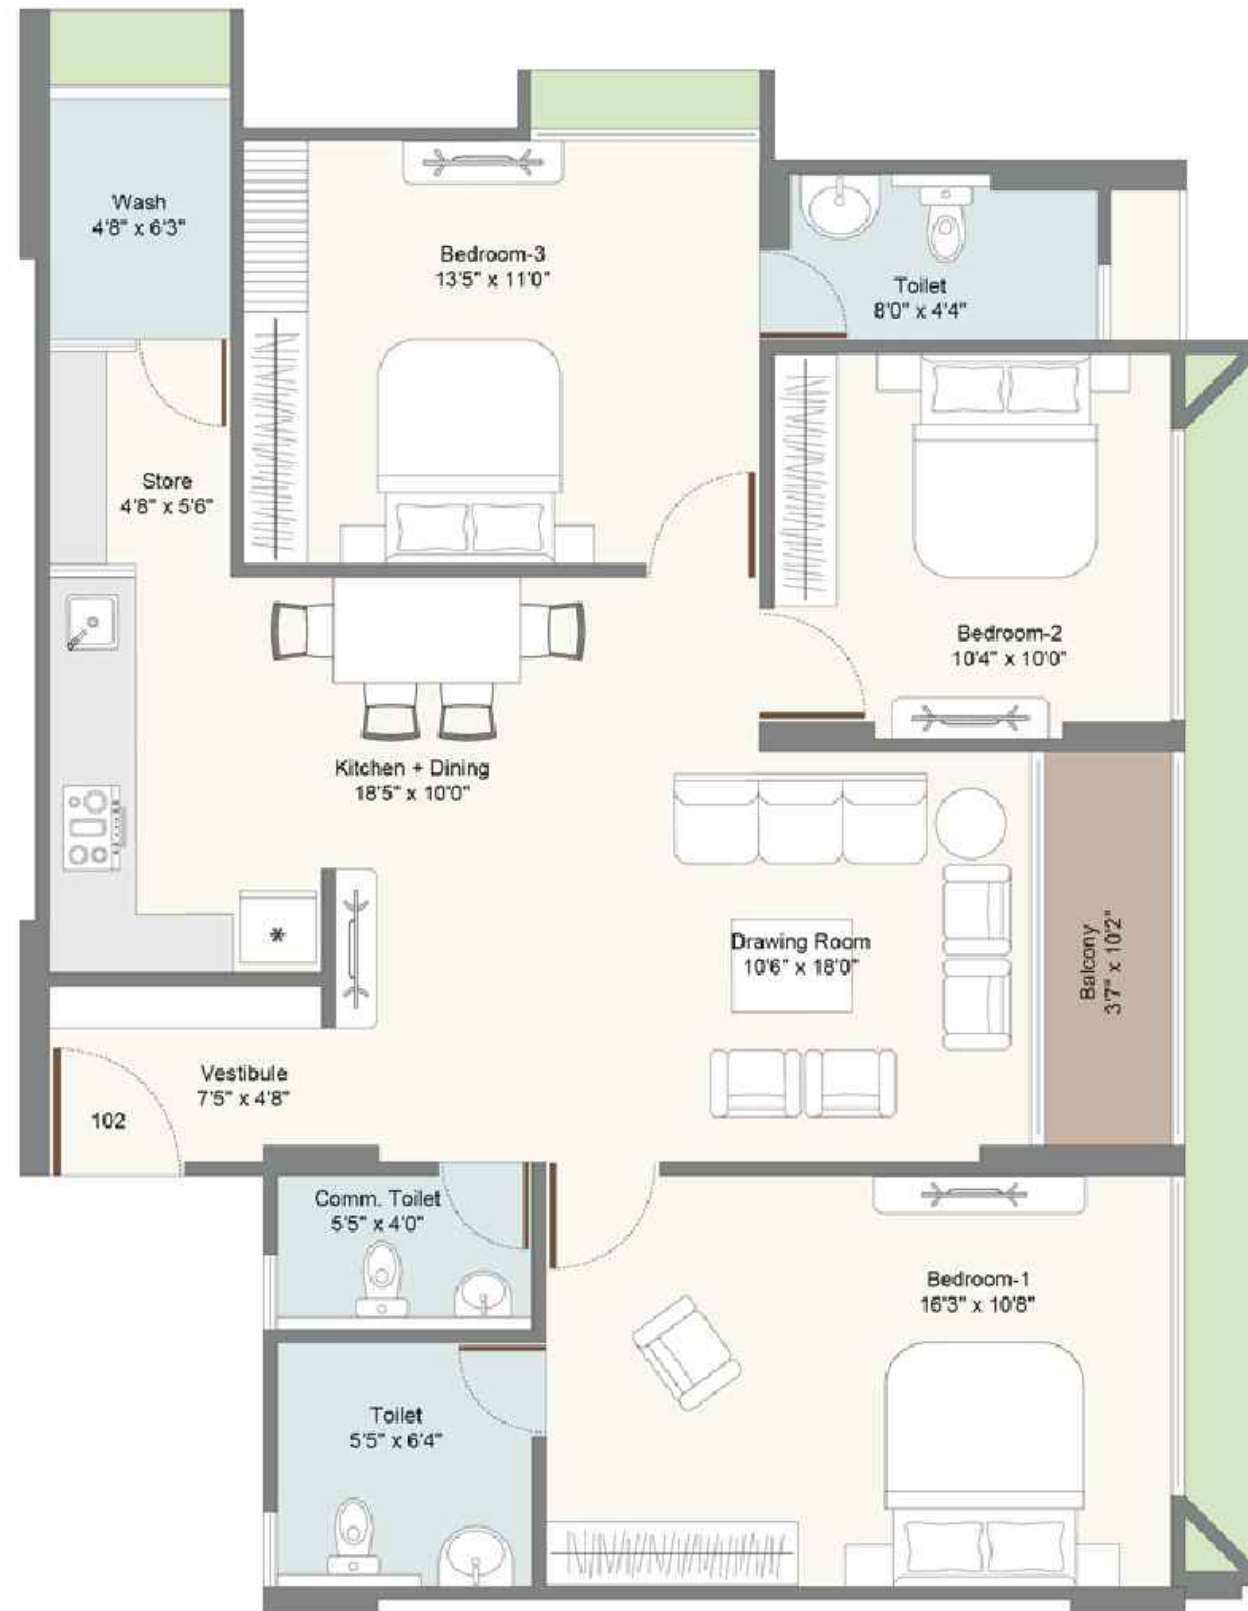 Wash
4'8" x 6'3"
Bedroom-3
13'5" x 11'0"
Toilet
8'0" x 4'4"
Store
4'8" x 5'6"
Bedroom-2
10'4" x 10'0"
Kitchen + Dining
18'5" x 10'0"
Drawing Room
10'6" x 18'0"
Balcony
3'7" x 10'2"
Vestibule
7'5" x 4'8"
102
Comm. Toilet
5'5" x 4'0"
Bedroom-1
16'3" x 10'8"
Toilet
5'5" x 6'4"